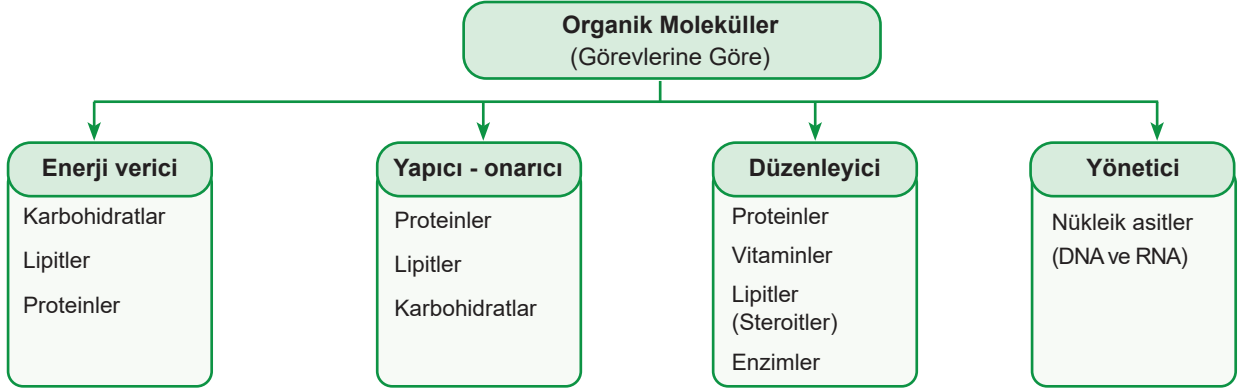 Organik Moleküller
(Görevlerine Göre)
Enerji verici
Karbohidratlar
Lipitler
Proteinler
Yapıcı - onarıcı
Proteinler
Lipitler
Karbohidratlar
Düzenleyici
Proteinler
Vitaminler
Lipitler
(Steroitler)
Enzimler
Yönetici
Nükleik asitler
(DNA ve RNA)